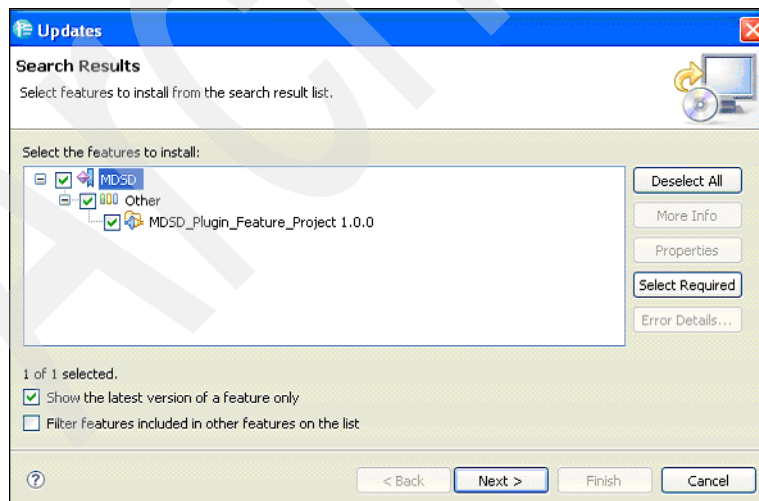 Updates
Search Results
Select features to install from the search result list.
Select the features to install:
MDSD
Other
MDSD_Plugin_Feature_Project 1.0.0
Deselect All
More Info
Properties
Select Required
Error Details...
1 of 1 selected.
Show the latest version of a feature only
Filter features included in other features on the list
?
< Back
Next >
Finish
Cancel